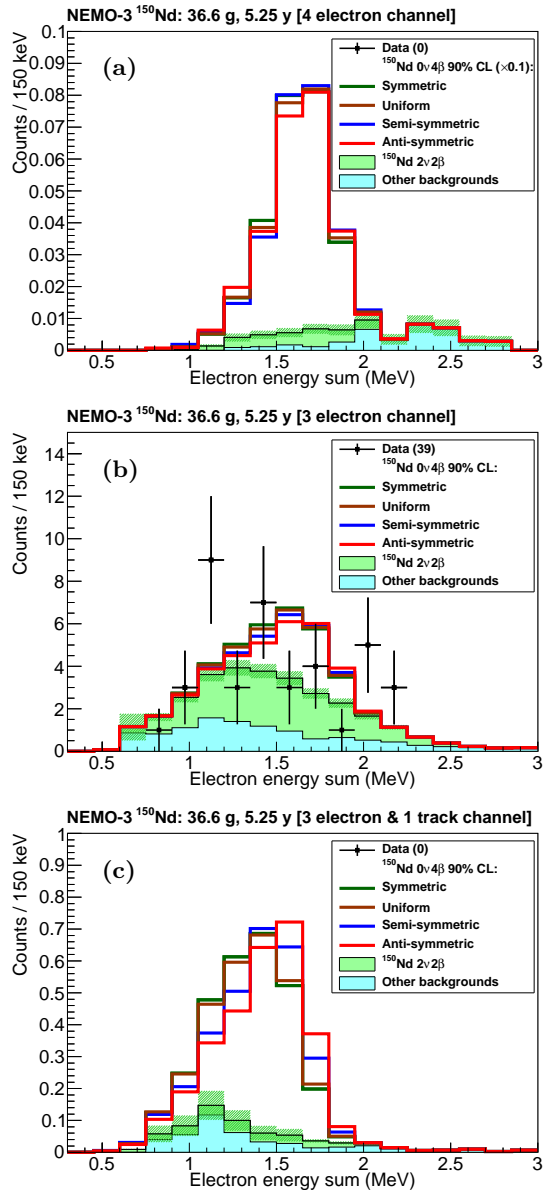 NEMO-3 ¹⁵⁰Nd: 36.6 g, 5.25 y [4 electron channel]
Counts / 150 keV
0.1
0.09
0.08
0.07
0.06
0.05
0.04
0.03
0.02
0.01
0
(a)
Data (0)
¹⁵⁰Nd 0ν4β 90% CL (×0.1):
Symmetric
Uniform
Semi-symmetric
Anti-symmetric
¹⁵⁰Nd 2ν2β
Other backgrounds
0.5 1 1.5 2 2.5 3
Electron energy sum (MeV)
NEMO-3 ¹⁵⁰Nd: 36.6 g, 5.25 y [3 electron channel]
Counts / 150 keV
14
12
10
8
6
4
2
0
(b)
Data (39)
¹⁵⁰Nd 0ν4β 90% CL:
Symmetric
Uniform
Semi-symmetric
Anti-symmetric
¹⁵⁰Nd 2ν2β
Other backgrounds
0.5 1 1.5 2 2.5 3
Electron energy sum (MeV)
NEMO-3 ¹⁵⁰Nd: 36.6 g, 5.25 y [3 electron & 1 track channel]
Counts / 150 keV
1
0.9
0.8
0.7
0.6
0.5
0.4
0.3
0.2
0.1
0
(c)
Data (0)
¹⁵⁰Nd 0ν4β 90% CL:
Symmetric
Uniform
Semi-symmetric
Anti-symmetric
¹⁵⁰Nd 2ν2β
Other backgrounds
0.5 1 1.5 2 2.5 3
Electron energy sum (MeV)